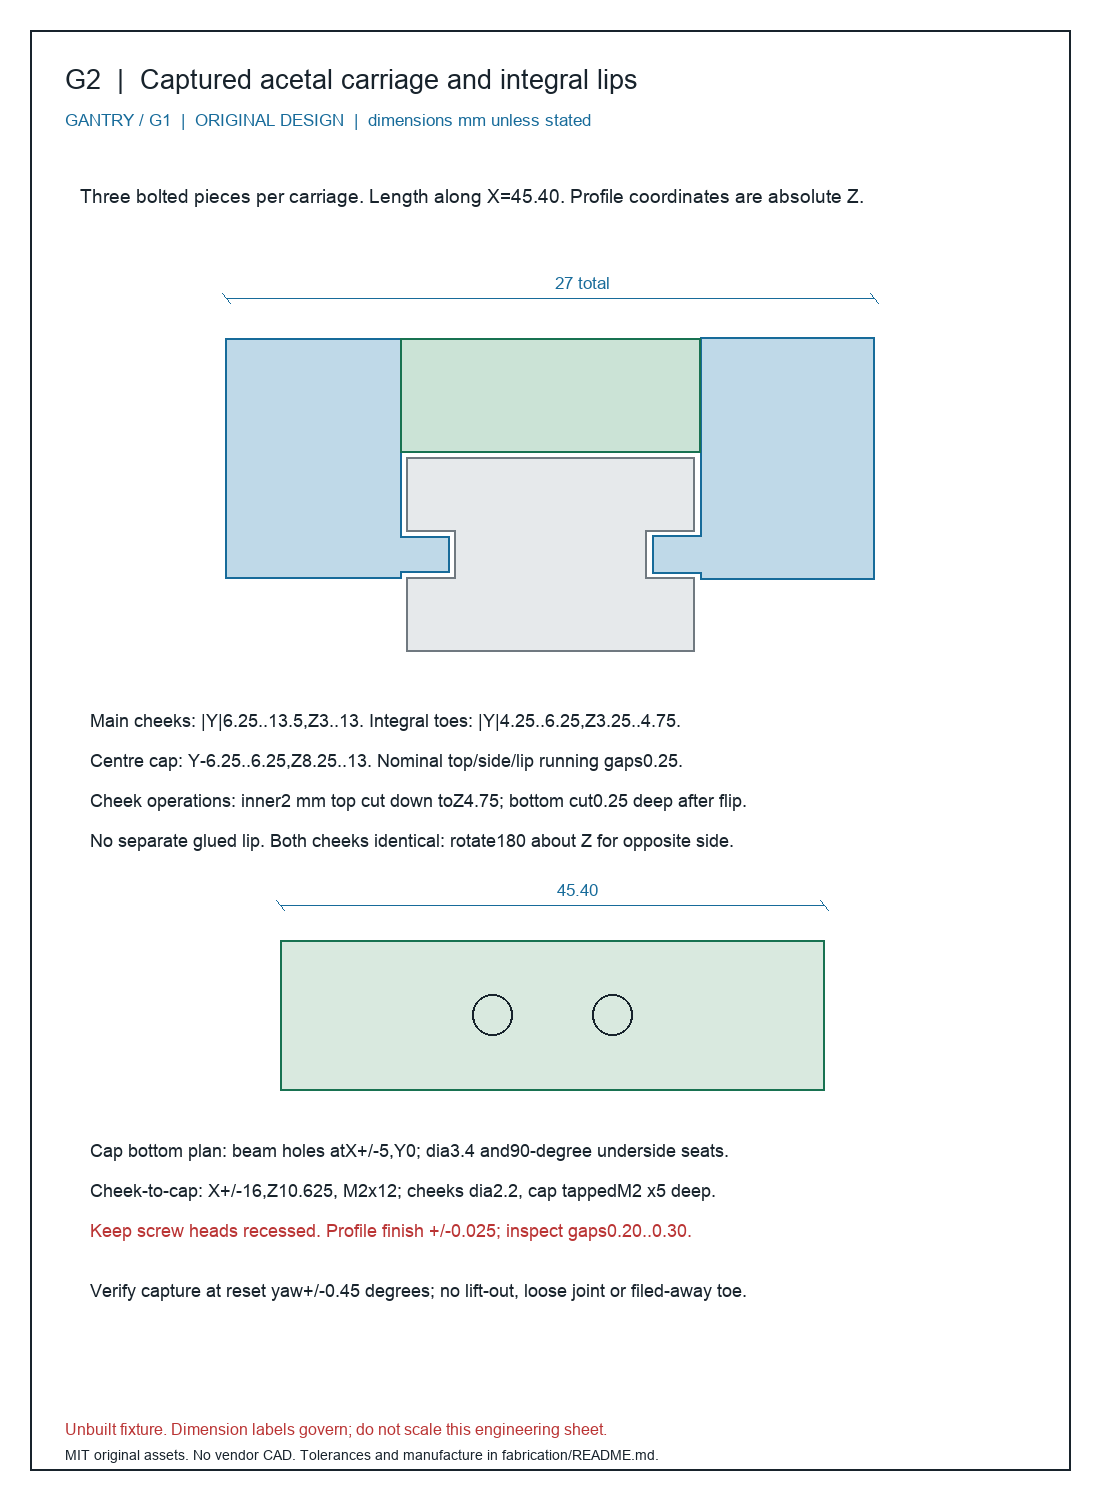 G2 | Captured acetal carriage and integral lips
GANTRY / G1 | ORIGINAL DESIGN | dimensions mm unless stated
Three bolted pieces per carriage. Length along X=45.40. Profile coordinates are absolute Z.
27 total
Main cheeks: |Y|6.25..13.5,Z3..13. Integral toes: |Y|4.25..6.25,Z3.25..4.75.
Centre cap: Y-6.25..6.25,Z8.25..13. Nominal top/side/lip running gaps0.25.
Cheek operations: inner2 mm top cut down toZ4.75; bottom cut0.25 deep after flip.
No separate glued lip. Both cheeks identical: rotate180 about Z for opposite side.
45.40
Cap bottom plan: beam holes atX+/-5,Y0; dia3.4 and90-degree underside seats.
Cheek-to-cap: X+/-16,Z10.625, M2x12; cheeks dia2.2, cap tappedM2 x5 deep.
Keep screw heads recessed. Profile finish +/-0.025; inspect gaps0.20..0.30.
Verify capture at reset yaw+/-0.45 degrees; no lift-out, loose joint or filed-away toe.
Unbuilt fixture. Dimension labels govern; do not scale this engineering sheet.
MIT original assets. No vendor CAD. Tolerances and manufacture in fabrication/README.md.